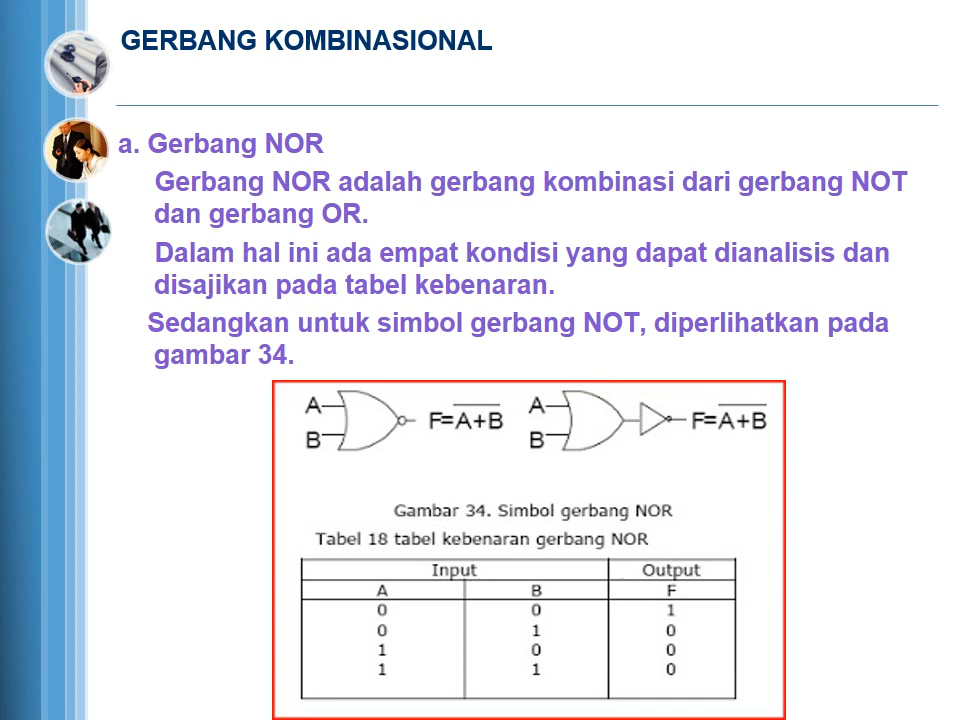 GERBANG KOMBINASIONAL
a. Gerbang NOR
Gerbang NOR adalah gerbang kombinasi dari gerbang NOT
dan gerbang OR.
Dalam hal ini ada empat kondisi yang dapat dianalisis dan
disajikan pada tabel kebenaran.
Sedangkan untuk simbol gerbang NOT, diperlihatkan pada
gambar 34.
A
B
F=A̅+̅B̅
A
B
F=A̅+̅B̅
Gambar 34. Simbol gerbang NOR
Tabel 18 tabel kebenaran gerbang NOR
Input Output
A B F
0 0 1
0 1 0
1 0 0
1 1 0